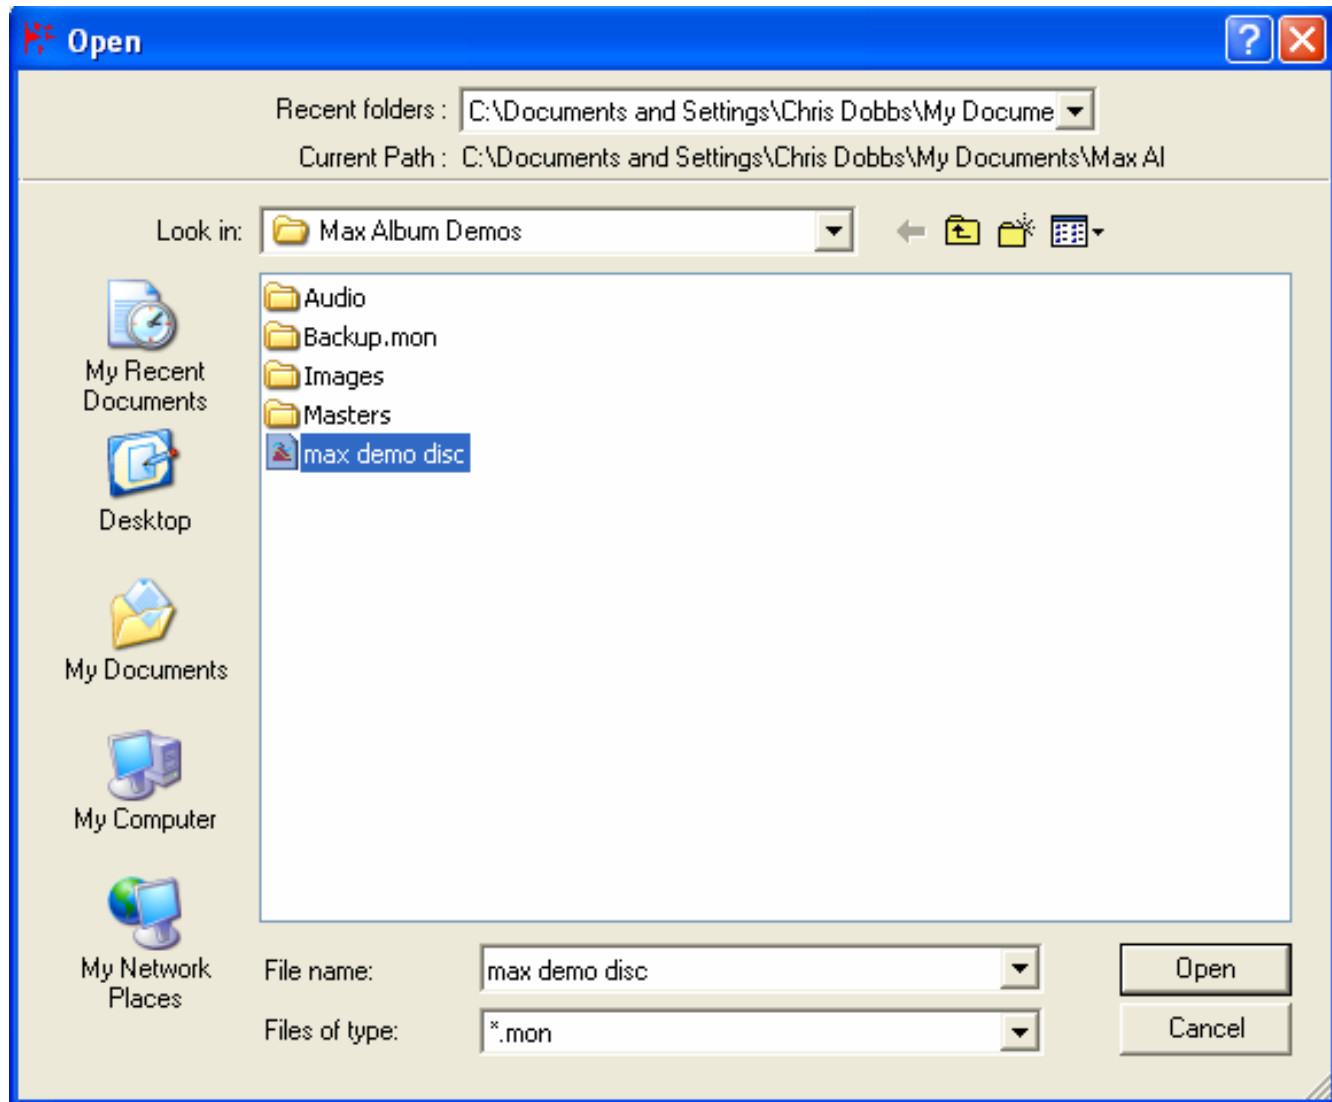 Open
Recent folders : C:\Documents and Settings\Chris Dobbs\My Docume
Current Path : C:\Documents and Settings\Chris Dobbs\My Documents\Max Al
Look in: Max Album Demos
Audio
Backup.mon
Images
Masters
max demo disc
My Recent
Documents
Desktop
My Documents
My Computer
My Network
Places
File name: max demo disc
Open
Files of type: *.mon
Cancel